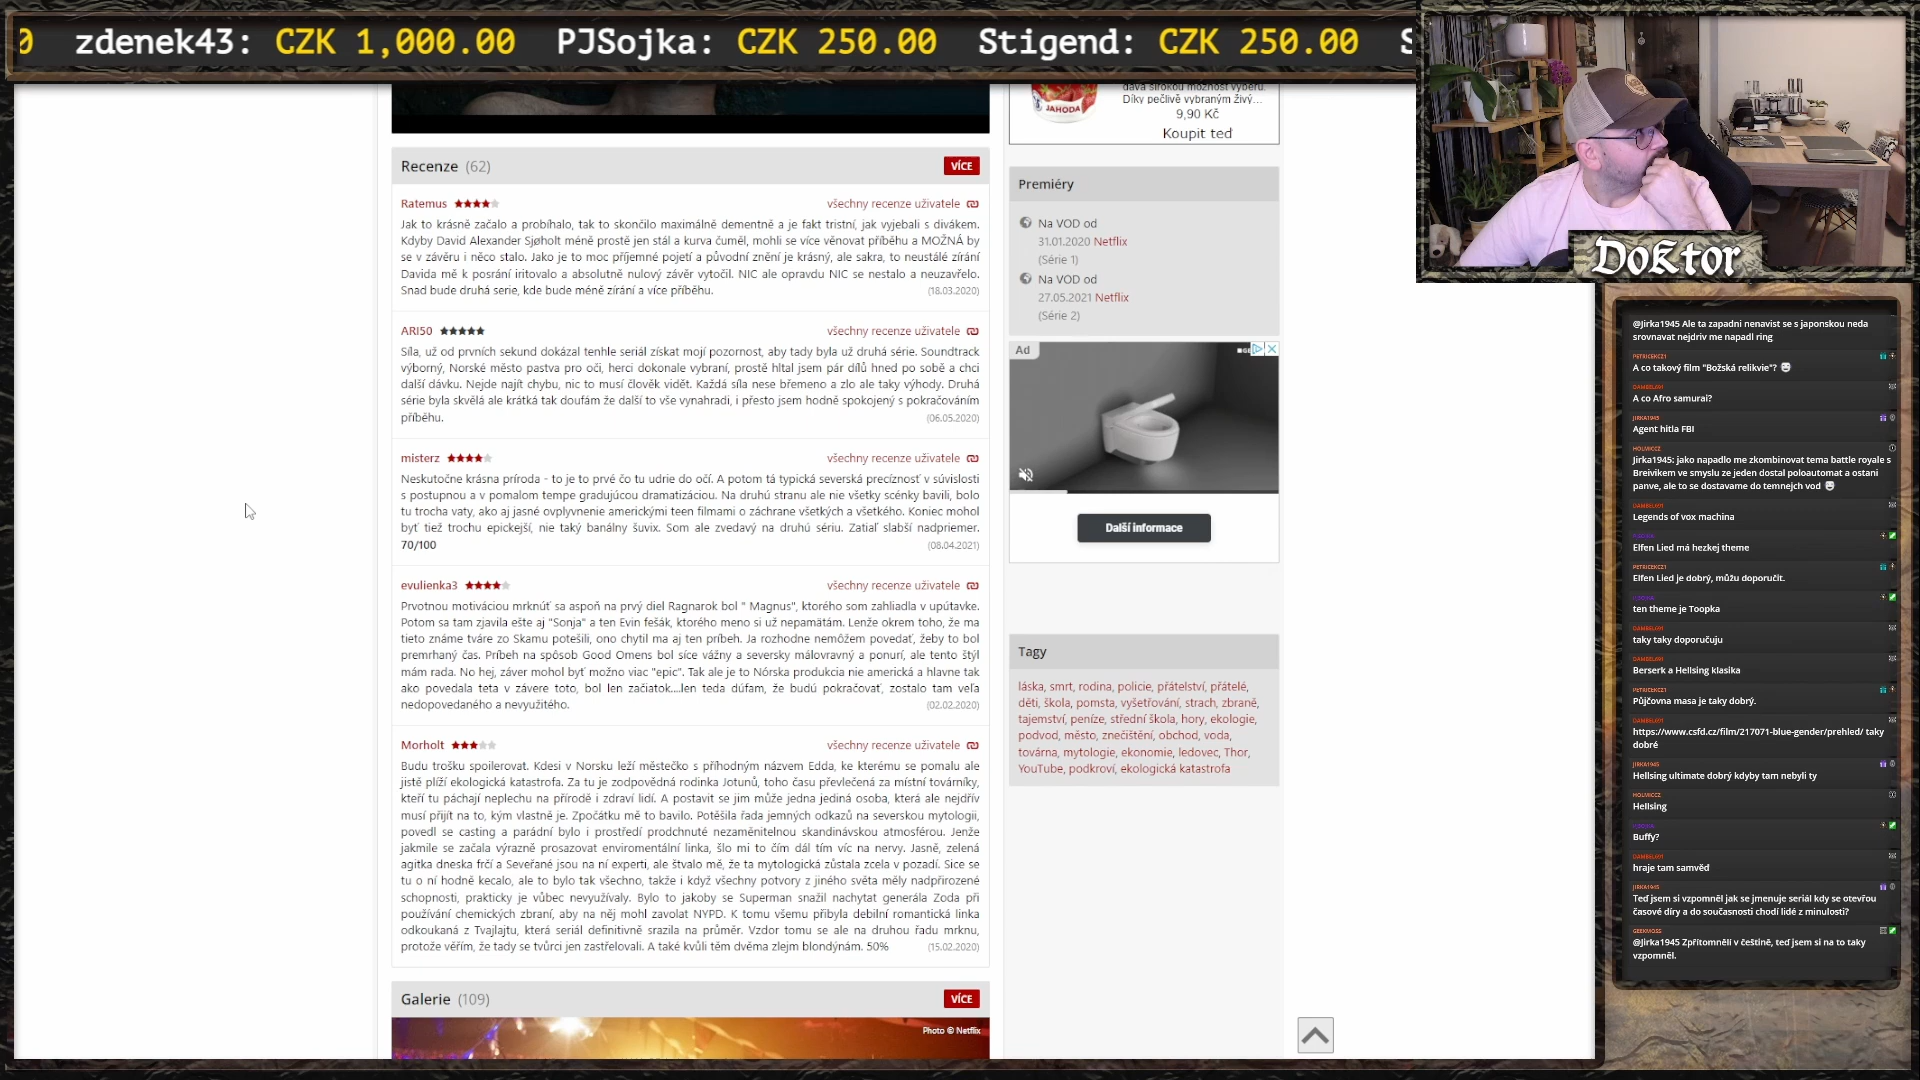 0 zdenek43: CZK 1,000.00 PJSojka: CZK 250.00 Stigend: CZK 250.00 S
Doktor
JAHODA
dává širokou možnost výběru.
Díky pečlivě vybraným živý...
9,90 Kč
Koupit teď
Recenze (62)
VÍCE
Ratemus
všechny recenze uživatele
Jak to krásně začalo a probíhalo, tak to skončilo maximálně dementně a je fakt tristní, jak vyjebali s divákem.
Kdyby David Alexander Sjøholt méně prostě jen stál a kurva čuměl, mohli se více věnovat příběhu a MOŽNÁ by
se v závěru i něco stalo. Jako je to moc příjemné pojetí a původní znění je krásný, ale sakra, to neustálé zírání
Davida mě k posrání iritovalo a absolutně nulový závěr vytočil. NIC ale opravdu NIC se nestalo a neuzavřelo.
Snad bude druhá serie, kde bude méně zírání a více příběhu.
(18.03.2020)
ARI50
všechny recenze uživatele
Síla, už od prvních sekund dokázal tenhle seriál získat mojí pozornost, aby tady byla už druhá série. Soundtrack
výborný, Norské město pastva pro oči, herci dokonale vybraní, prostě hltal jsem pár dílů hned po sobě a chci
další dávku. Nejde najít chybu, nic to musí člověk vidět. Každá síla nese břemeno a zlo ale taky výhody. Druhá
série byla skvělá ale krátká tak doufám že další to vše vynahradi, i přesto jsem hodně spokojený s pokračováním
příběhu.
(06.05.2020)
misterz
všechny recenze uživatele
Neskutočne krásna príroda - to je to prvé čo tu udrie do očí. A potom tá typická severská precíznosť v súvislosti
s postupnou a v pomalom tempe gradujúcou dramatizáciou. Na druhú stranu ale nie všetky scénky bavili, bolo
tu trocha vaty, ako aj jasné ovplyvnenie americkými teen filmami o záchrane všetkých a všetkého. Koniec mohol
byť tiež trochu epickejší, nie taký banálny šuvix. Som ale zvedavý na druhú sériu. Zatiaľ slabší nadpriemer.
70/100
(08.04.2021)
evulienka3
všechny recenze uživatele
Prvotnou motiváciou mrknúť sa aspoň na prvý diel Ragnarok bol " Magnus", ktorého som zahliadla v upútavke.
Potom sa tam zjavila ešte aj "Sonja" a ten Evin fešák, ktorého meno si už nepamätám. Lenže okrem toho, že ma
tieto známe tváre zo Skamu potešili, ono chytil ma aj ten príbeh. Ja rozhodne nemôžem povedať, žeby to bol
premrhaný čas. Príbeh na spôsob Good Omens bol síce vážny a seversky málovravný a ponurí, ale tento štýl
mám rada. No hej, záver mohol byť možno viac "epic". Tak ale je to Nórska produkcia nie americká a hlavne tak
ako povedala teta v závere toto, bol len začiatok....len teda dúfam, že budú pokračovať, zostalo tam veľa
nedopovedaného a nevyužitého.
(02.02.2020)
Morholt
všechny recenze uživatele
Budu trošku spoilerovat. Kdesi v Norsku leží městečko s příhodným názvem Edda, ke kterému se pomalu ale
jistě plíží ekologická katastrofa. Za tu je zodpovědná rodinka Jotunů, toho času převlečená za místní továrníky,
kteří tu páchají neplechu na přírodě i zdraví lidí. A postavit se jim může jedna jediná osoba, která ale nejdřív
musí přijít na to, kým vlastně je. Zpočátku mě to bavilo. Potěšila řada jemných odkazů na severskou mytologii,
povedl se casting a parádní bylo i prostředí prodchnuté nezaměnitelnou skandinávskou atmosférou. Jenže
jakmile se začala výrazně prosazovat enviromentální linka, šlo mi to čím dál tím víc na nervy. Jasně, zelená
agitka dneska frčí a Seveřané jsou na ní experti, ale štvalo mě, že ta mytologická zůstala zcela v pozadí. Sice se
tu o ní hodně kecalo, ale to bylo tak všechno, takže i když všechny potvory z jiného světa měly nadpřirozené
schopnosti, prakticky je vůbec nevyužívaly. Bylo to jakoby se Superman snažil nachytat generála Zoda při
používání chemických zbraní, aby na něj mohl zavolat NYPD. K tomu všemu přibyla debilní romantická linka
odkoukaná z Tvajlajtu, která seriál definitivně srazila na průměr. Vzdor tomu se ale na druhou řadu mrknu,
protože věřím, že tady se tvůrci jen zastřelovali. A také kvůli těm dvěma zlejm blondýnám. 50%
(15.02.2020)
Galerie (109)
VÍCE
Photo © Netflix
Premiéry
Na VOD od
31.01.2020 Netflix
(Série 1)
Na VOD od
27.05.2021 Netflix
(Série 2)
Ad
Další informace
Tagy
láska, smrt, rodina, policie, přátelství, přátelé,
děti, škola, pomsta, vyšetřování, strach, zbraně,
tajemství, peníze, střední škola, hory, ekologie,
podvod, město, znečištění, obchod, voda,
továrna, mytologie, ekonomie, ledovec, Thor,
YouTube, podkroví, ekologická katastrofa
@Jirka1945 Ale ta zapadni nenavist se s japonskou neda
srovnavat nejdriv me napadl ring
PETRICEKCZ1
A co takový film "Božská relikvie"?
A co Afro samurai?
JIRKA1945
Agent hitla FBI
Jirka1945: jako napadlo me zkombinovat tema battle royale s
Breivikem ve smyslu ze jeden dostal poloautomat a ostani
panve, ale to se dostavame do temnejch vod
Legends of vox machina
Elfen Lied má hezkej theme
PETRICEKCZ1
Elfen Lied je dobrý, můžu doporučit.
ten theme je Toopka
taky taky doporučuju
Berserk a Hellsing klasika
PETRICEKCZ1
Půjčovna masa je taky dobrý.
https://www.csfd.cz/film/217071-blue-gender/prehled/ taky
dobré
JIRKA1945
Hellsing ultimate dobrý kdyby tam nebyli ty
Hellsing
Buffy?
hraje tam samvěd
JIRKA1945
Teď jsem si vzpomněl jak se jmenuje seriál kdy se otevřou
časové díry a do současnosti chodí lidé z minulosti?
GEEKMOSS
@Jirka1945 Zpřítomnělí v češtině, teď jsem si na to taky
vzpomněl.